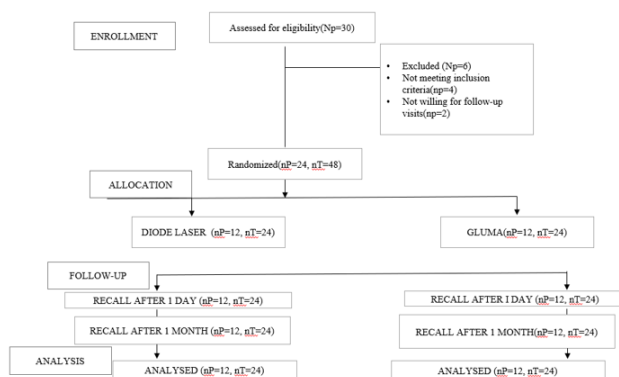 ENROLLMENT
Assessed for eligibility(Np=30)
• Excluded (Np=6)
• Not meeting inclusion
criteria(np=4)
• Not willing for follow-up
visits(np=2)
Randomized(nP=24, nT=48)
ALLOCATION
DIODE LASER (nP=12, nT=24)
GLUMA(nP=12, nT=24)
FOLLOW-UP
RECALL AFTER 1 DAY (nP=12, nT=24)
RECALL AFTER I DAY (nP=12, nT=24)
RECALL AFTER 1 MONTH (nP=12, nT=24)
RECALL AFTER 1 MONTH(nP=12, nT=24)
ANALYSIS
ANALYSED (nP=12, nT=24)
ANALYSED (nP=12, nT=24)